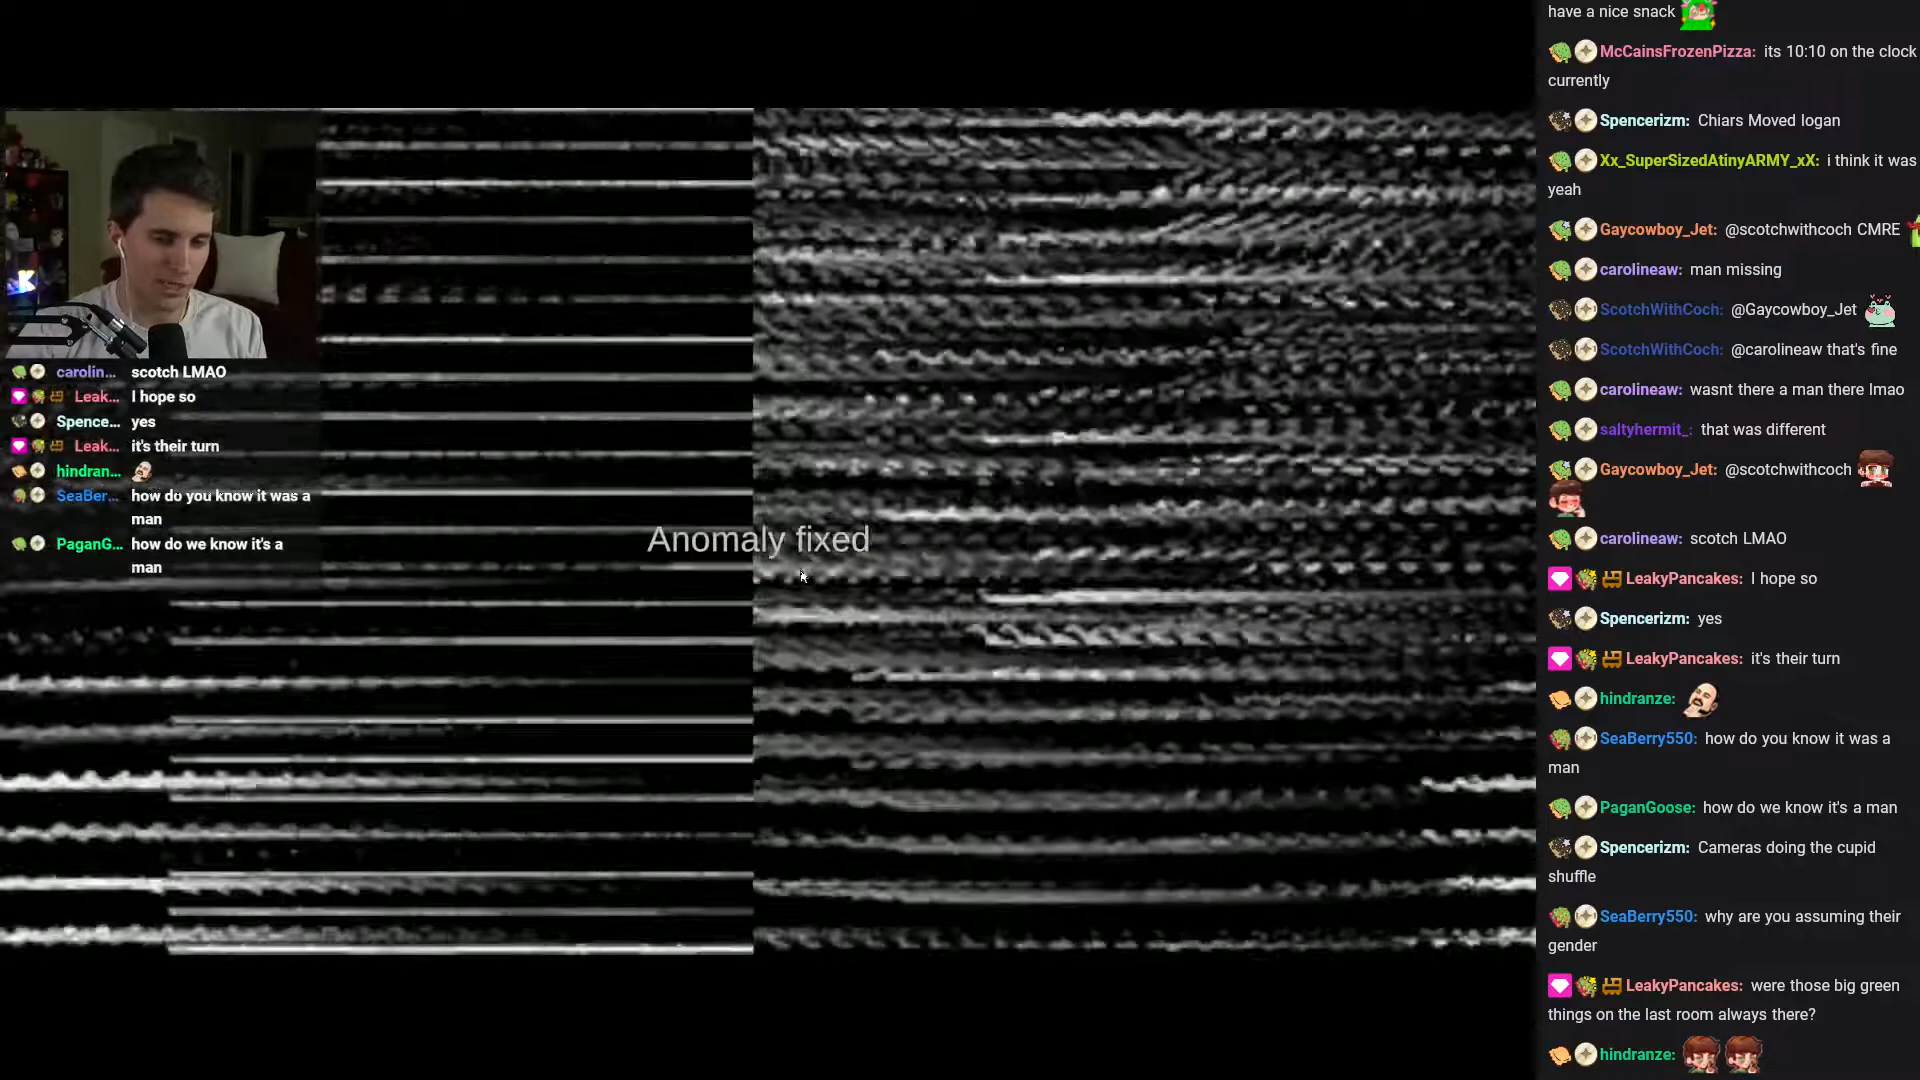 carolin... scotch LMAO
Leak... I hope so
Spence... yes
Leak... it's their turn
hindran...
SeaBer... how do you know it was a
man
PaganG... how do we know it's a
man
Anomaly fixed
have a nice snack
McCainsFrozenPizza: its 10:10 on the clock
currently
Spencerizm: Chiars Moved logan
Xx_SuperSizedAtinyARMY_xX: i think it was
yeah
Gaycowboy_Jet: @scotchwithcoch CMRE
carolineaw: man missing
ScotchWithCoch: @Gaycowboy_Jet
ScotchWithCoch: @carolineaw that's fine
carolineaw: wasnt there a man there lmao
saltyhermit_: that was different
Gaycowboy_Jet: @scotchwithcoch
carolineaw: scotch LMAO
LeakyPancakes: I hope so
Spencerizm: yes
LeakyPancakes: it's their turn
hindranze:
SeaBerry550: how do you know it was a
man
PaganGoose: how do we know it's a man
Spencerizm: Cameras doing the cupid
shuffle
SeaBerry550: why are you assuming their
gender
LeakyPancakes: were those big green
things on the last room always there?
hindranze: